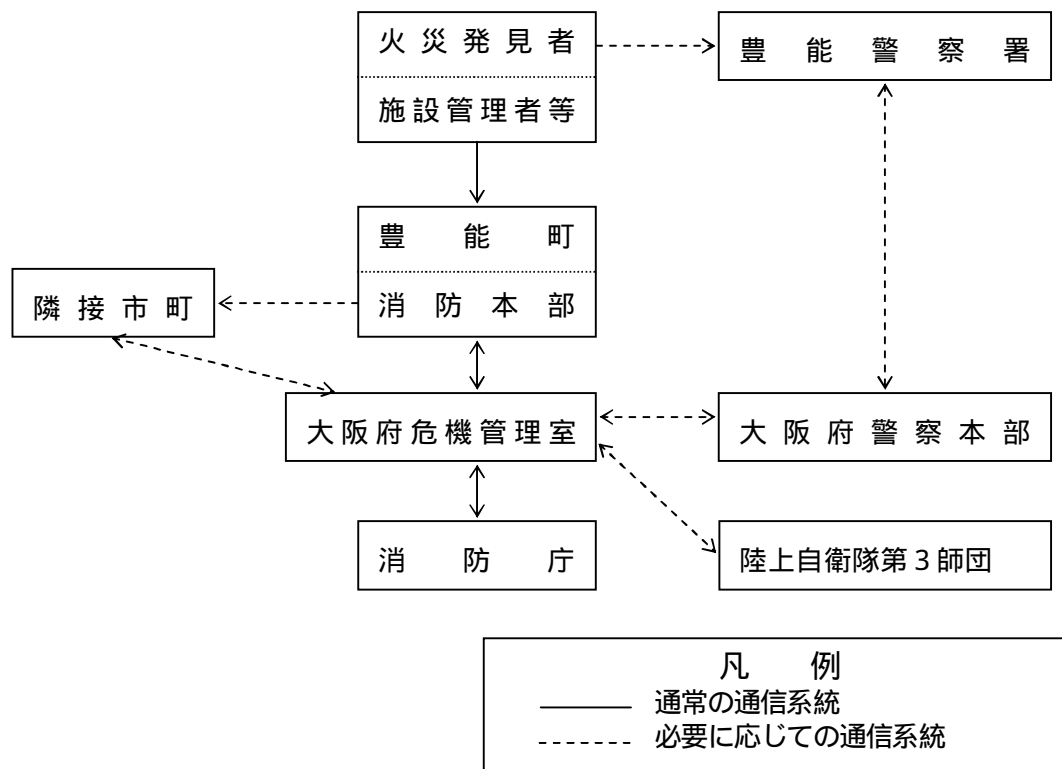 火災発見者
豊能警察署
施設管理者等
豊能町
隣接市町
消防本部
大阪府危機管理室
大阪府警察本部
消防庁
陸上自衛隊第３師団
凡例
通常の通信系統
必要に応じての通信系統